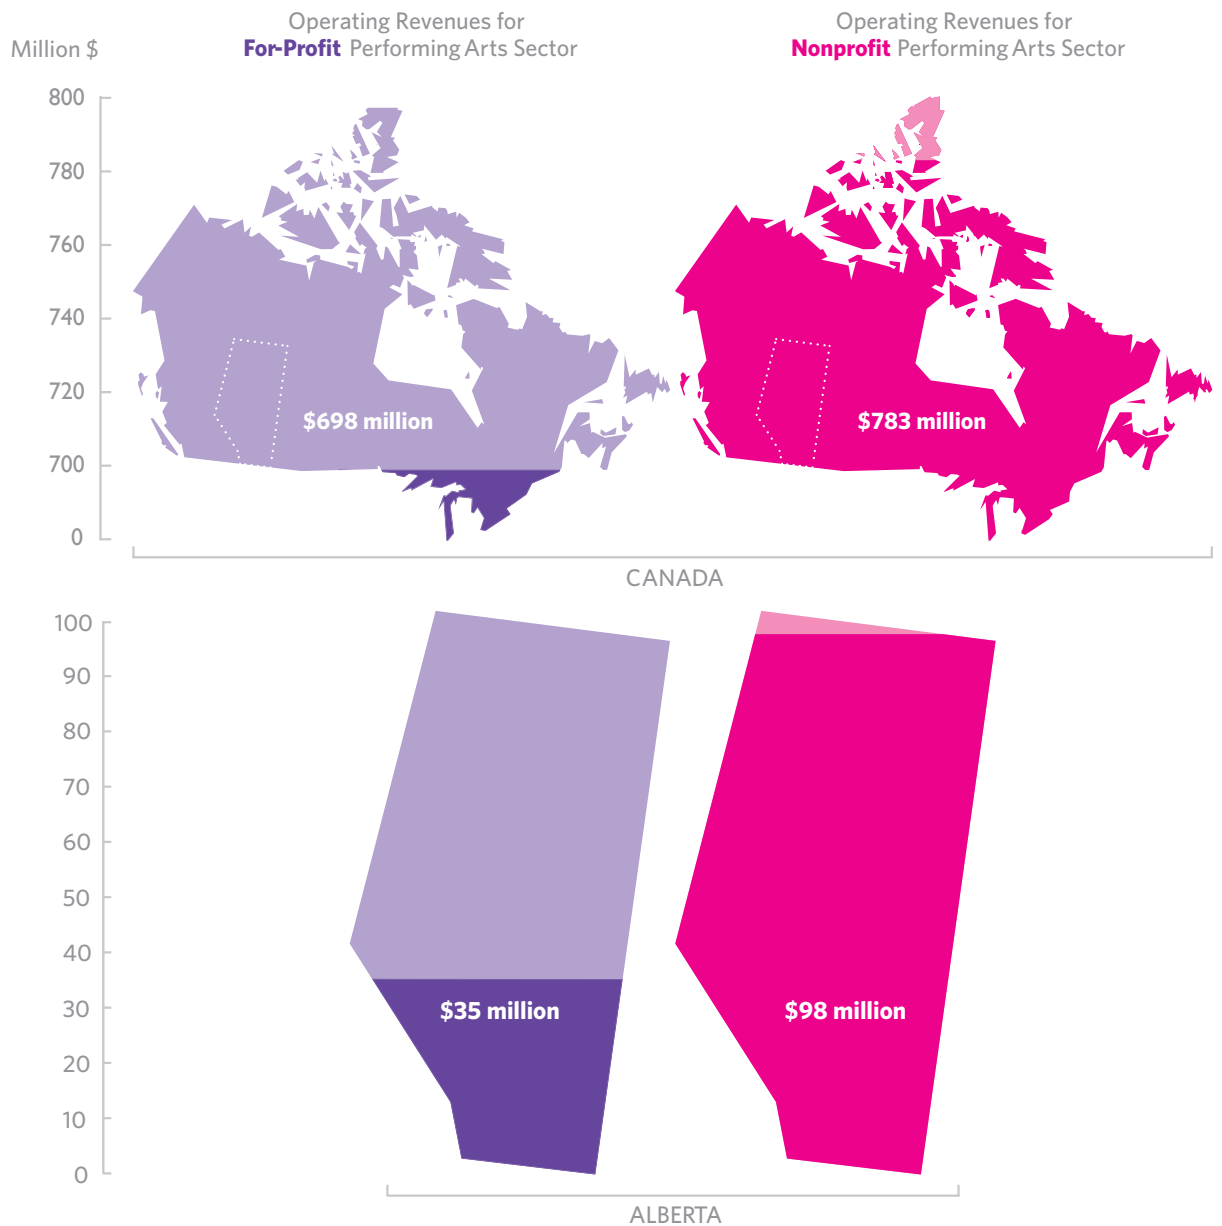 Operating Revenues for
For-Profit Performing Arts Sector
Operating Revenues for
Nonprofit Performing Arts Sector
Million $
800
780
760
740
720
700
0
$698 million
$783 million
CANADA
100
90
80
70
60
50
40
30
20
10
0
$35 million
$98 million
ALBERTA